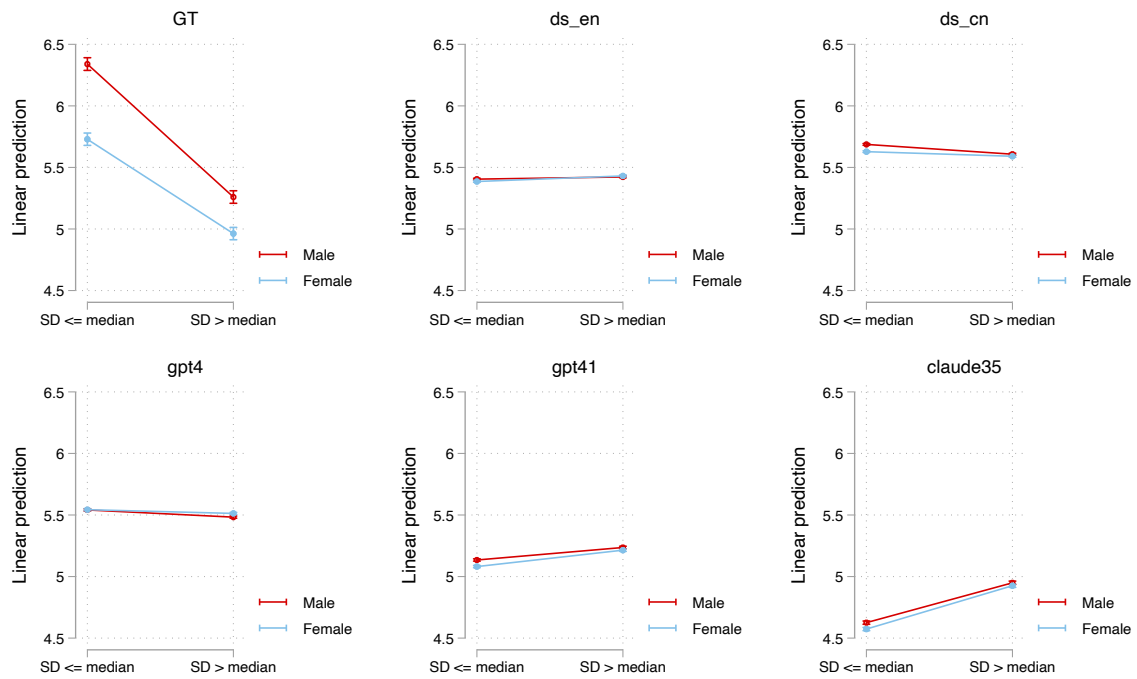 GT
6.5
6
5.5
5
4.5
Linear prediction
SD <= median
SD > median
Male
Female
ds_en
6.5
6
5.5
5
4.5
Linear prediction
SD <= median
SD > median
Male
Female
ds_cn
6.5
6
5.5
5
4.5
Linear prediction
SD <= median
SD > median
Male
Female
gpt4
6.5
6
5.5
5
4.5
Linear prediction
SD <= median
SD > median
Male
Female
gpt41
6.5
6
5.5
5
4.5
Linear prediction
SD <= median
SD > median
Male
Female
claude35
6.5
6
5.5
5
4.5
Linear prediction
SD <= median
SD > median
Male
Female